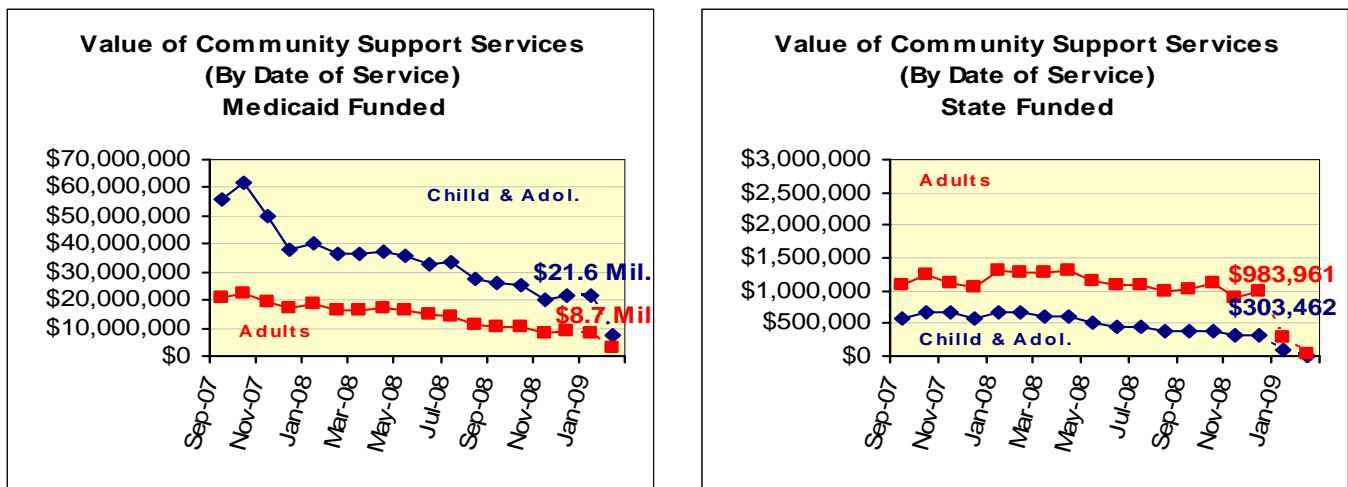 Value of Community Support Services
(By Date of Service)
Medicaid Funded
$70,000,000
$60,000,000
$50,000,000
$40,000,000
$30,000,000
$20,000,000
$10,000,000
$0
Chilld & Adol.
$21.6 Mil.
$8.7 Mil
Adults
Sep-07
Nov-07
Jan-08
Mar-08
May-08
Jul-08
Sep-08
Nov-08
Jan-09
Value of Community Support Services
(By Date of Service)
State Funded
$3,000,000
$2,500,000
$2,000,000
$1,500,000
$1,000,000
$500,000
$0
Adults
$983,961
$303,462
Chilld & Adol.
Sep-07
Nov-07
Jan-08
Mar-08
May-08
Jul-08
Sep-08
Nov-08
Jan-09